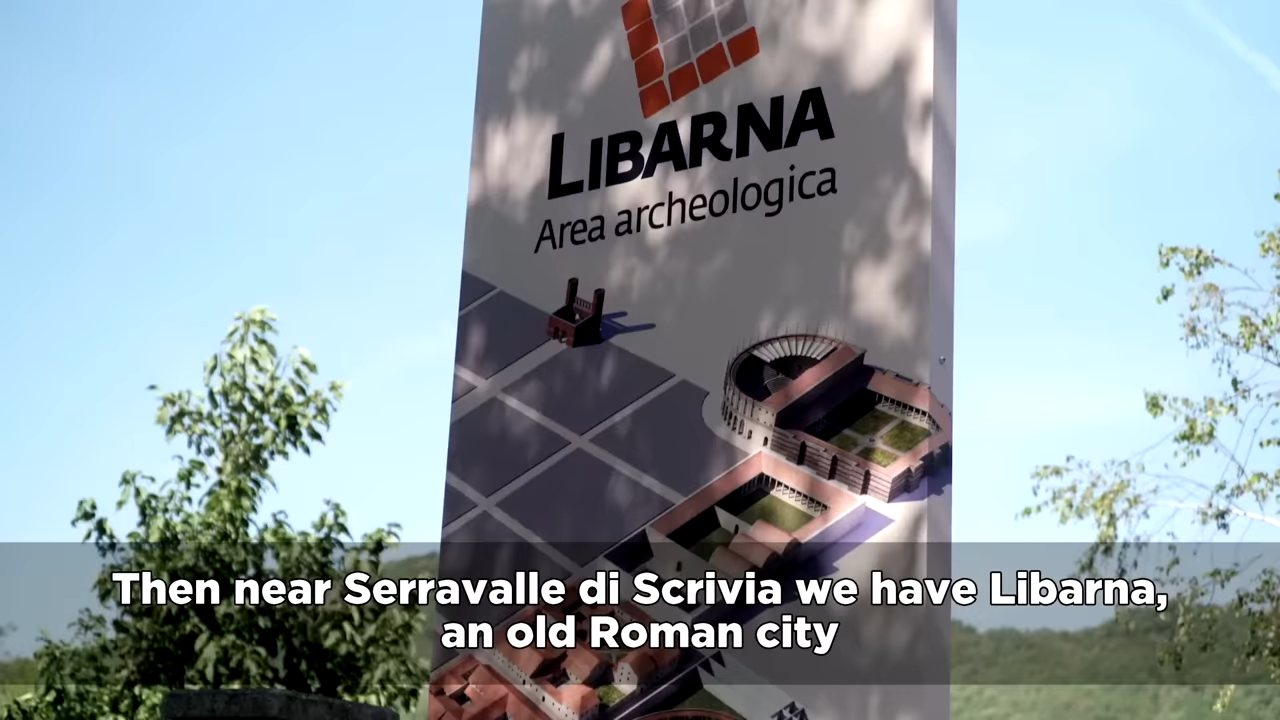 LIBARNA
Area archeologica
Then near Serravalle di Scrivia we have Libarna,
an old Roman city